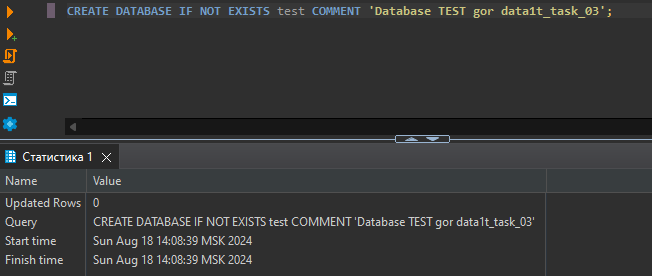 CREATE DATABASE IF NOT EXISTS test COMMENT 'Database TEST gor data1t_task_03';
Статистика 1
Name Value
Updated Rows 0
Query CREATE DATABASE IF NOT EXISTS test COMMENT 'Database TEST gor data1t_task_03'
Start time Sun Aug 18 14:08:39 MSK 2024
Finish time Sun Aug 18 14:08:39 MSK 2024